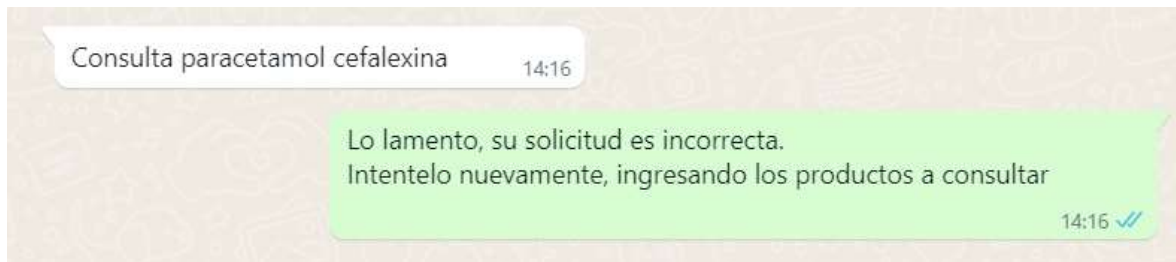 Consulta paracetamol cefalexina
14:16
Lo lamento, su solicitud es incorrecta.
Intentelo nuevamente, ingresando los productos a consultar
14:16